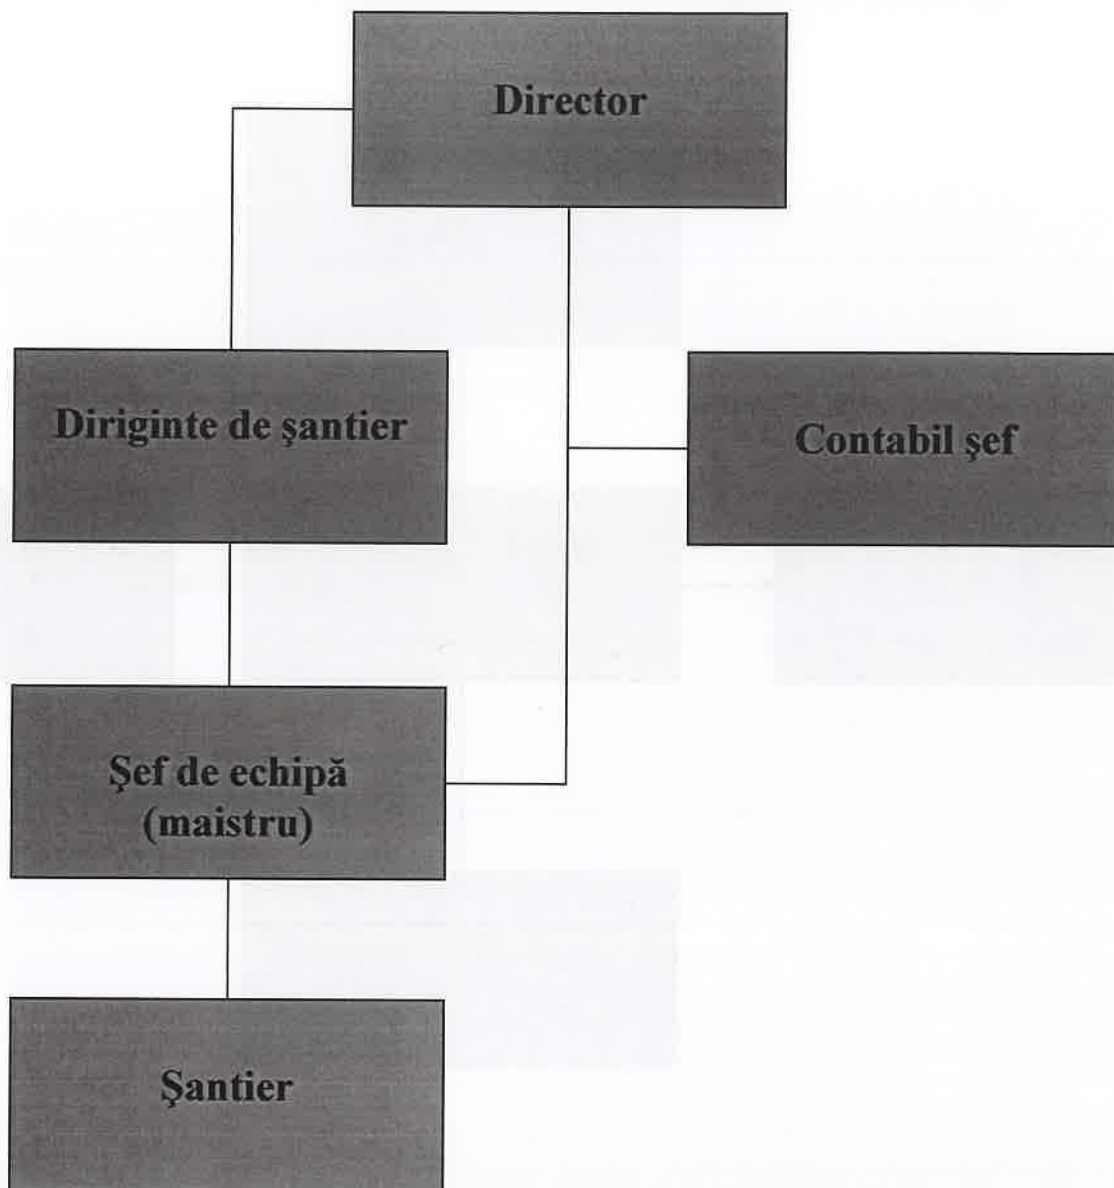 Director
Diriginte de şantier
Contabil şef
Şef de echipă
(maistru)
Şantier